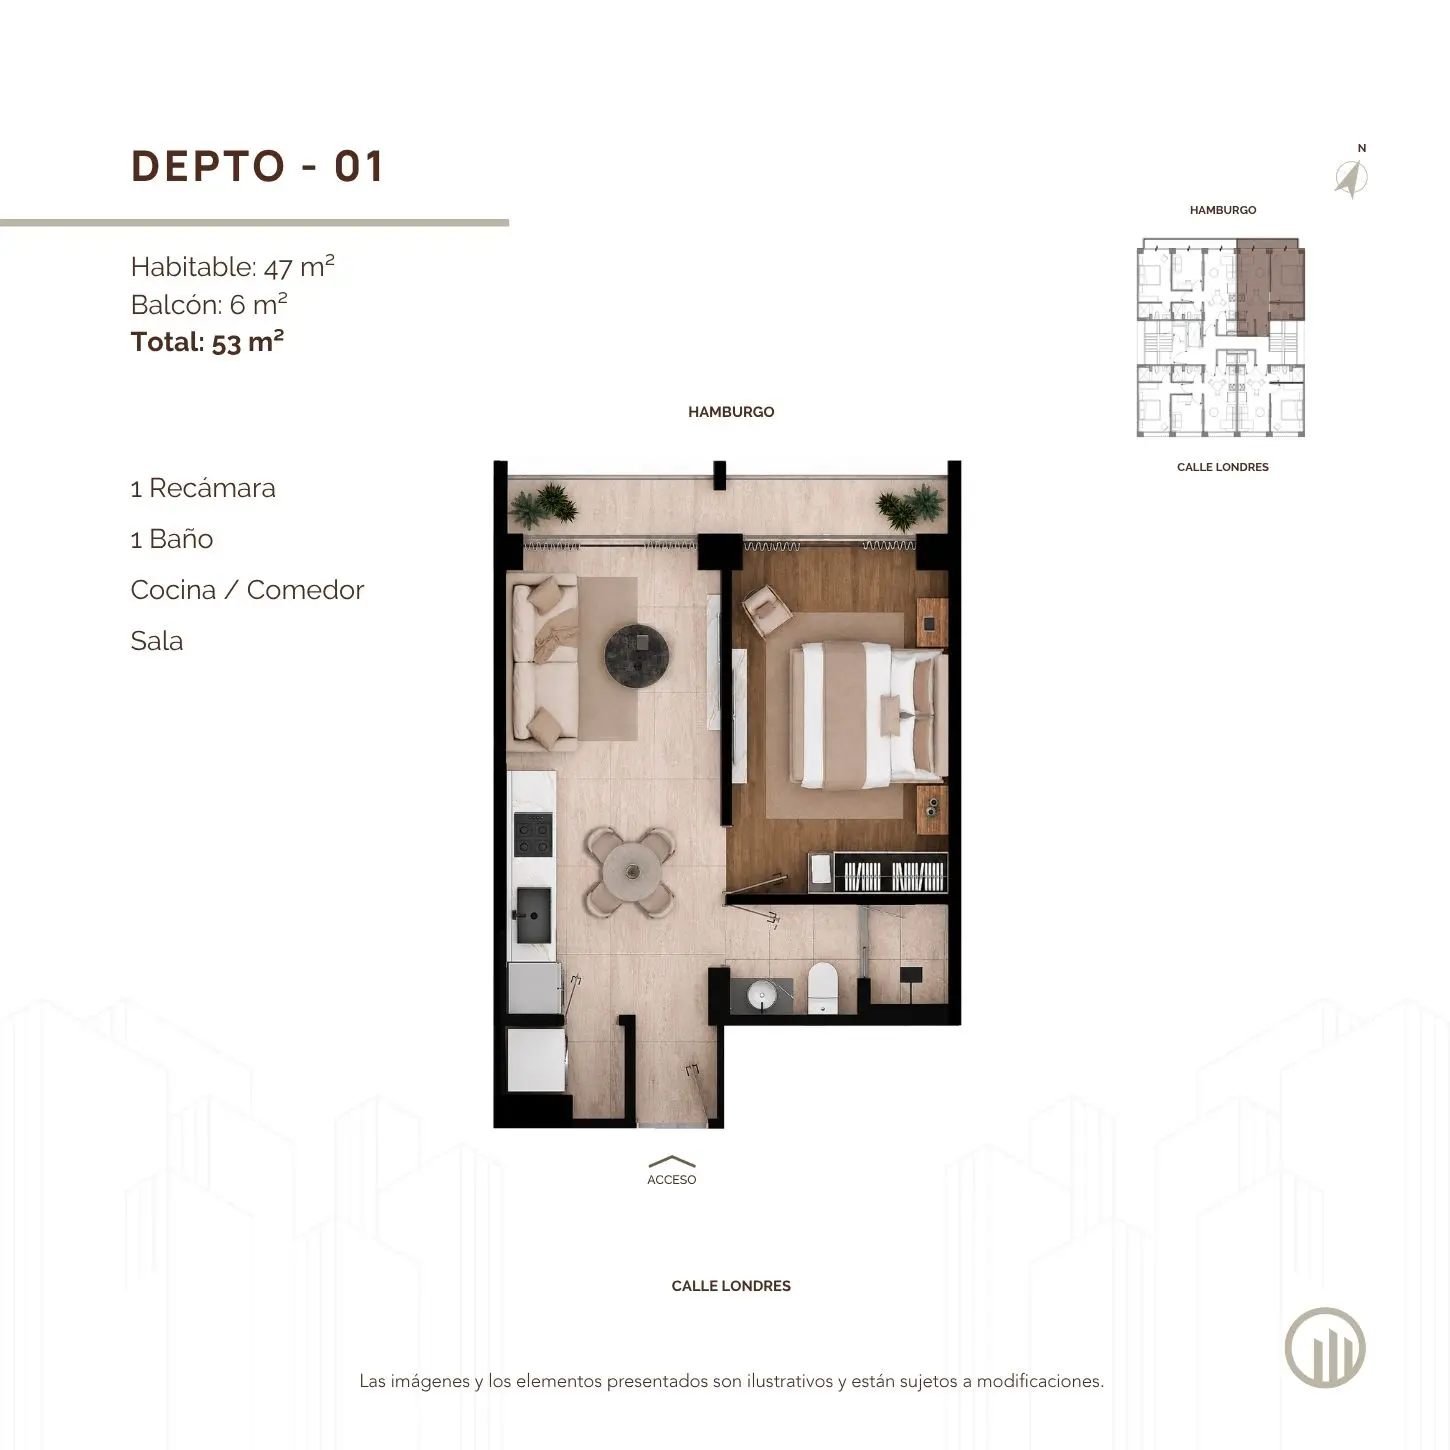 DEPTO - 01
N
HAMBURGO
Habitable: 47 m²
Balcón: 6 m²
Total: 53 m²
HAMBURGO
CALLE LONDRES
1 Recámara
1 Baño
Cocina / Comedor
Sala
ACCESO
CALLE LONDRES
Las imágenes y los elementos presentados son ilustrativos y están sujetos a modificaciones.